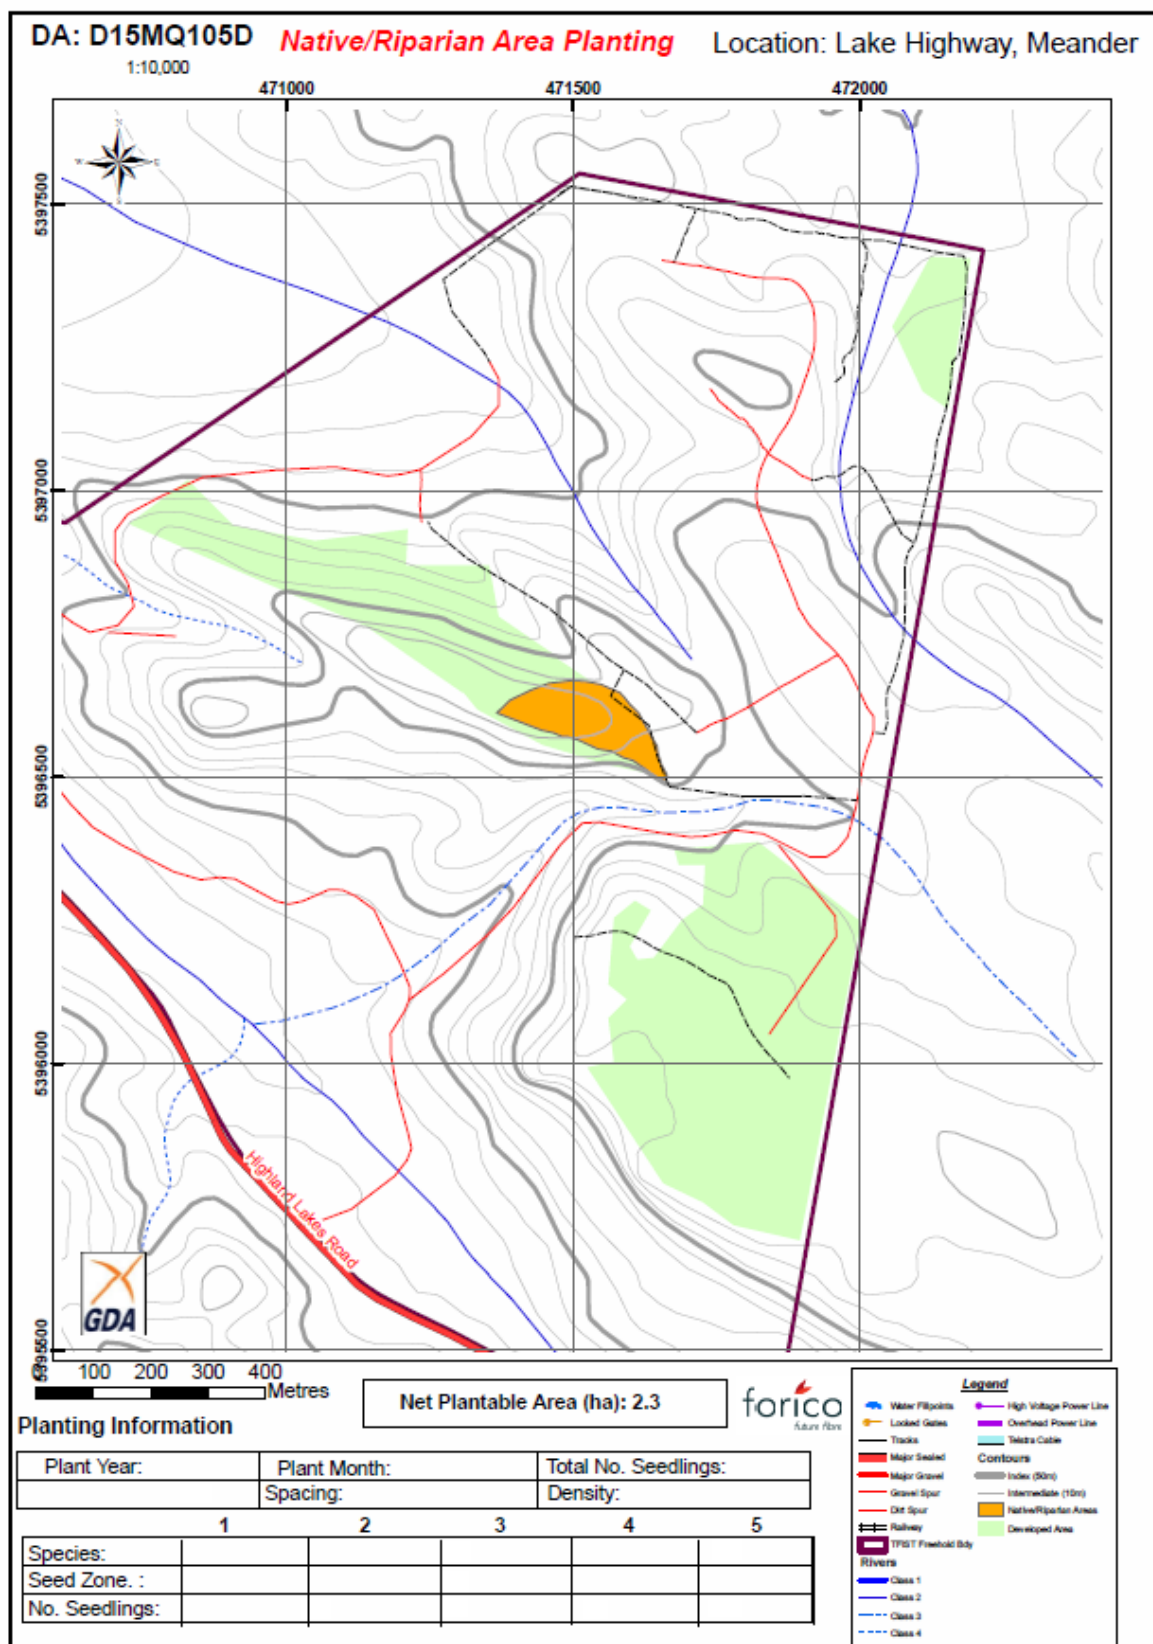 DA: D15MQ105D Native/Riparian Area Planting Location: Lake Highway, Meander
1:10,000
471000 471500 472000
N
W E
S
5397500
5397000
5396500
5396000
5395500
Highland Lakes Road
GDA
0 100 200 300 400
Metres
Net Plantable Area (ha): 2.3
forico
future fibre
Planting Information
Plant Year: Plant Month: Total No. Seedlings:
Spacing: Density:
1 2 3 4 5
Species:
Seed Zone. :
No. Seedlings:
Legend
Water Fillpoints
Locked Gates
Tracks
Major Sealed
Major Gravel
Gravel Spur
Dirt Spur
Railway
TFIST Freehold Bdy
Rivers
Class 1
Class 2
Class 3
Class 4
High Voltage Power Line
Overhead Power Line
Telstra Cable
Contours
Index (50m)
Intermediate (10m)
Native/Riparian Areas
Developed Area